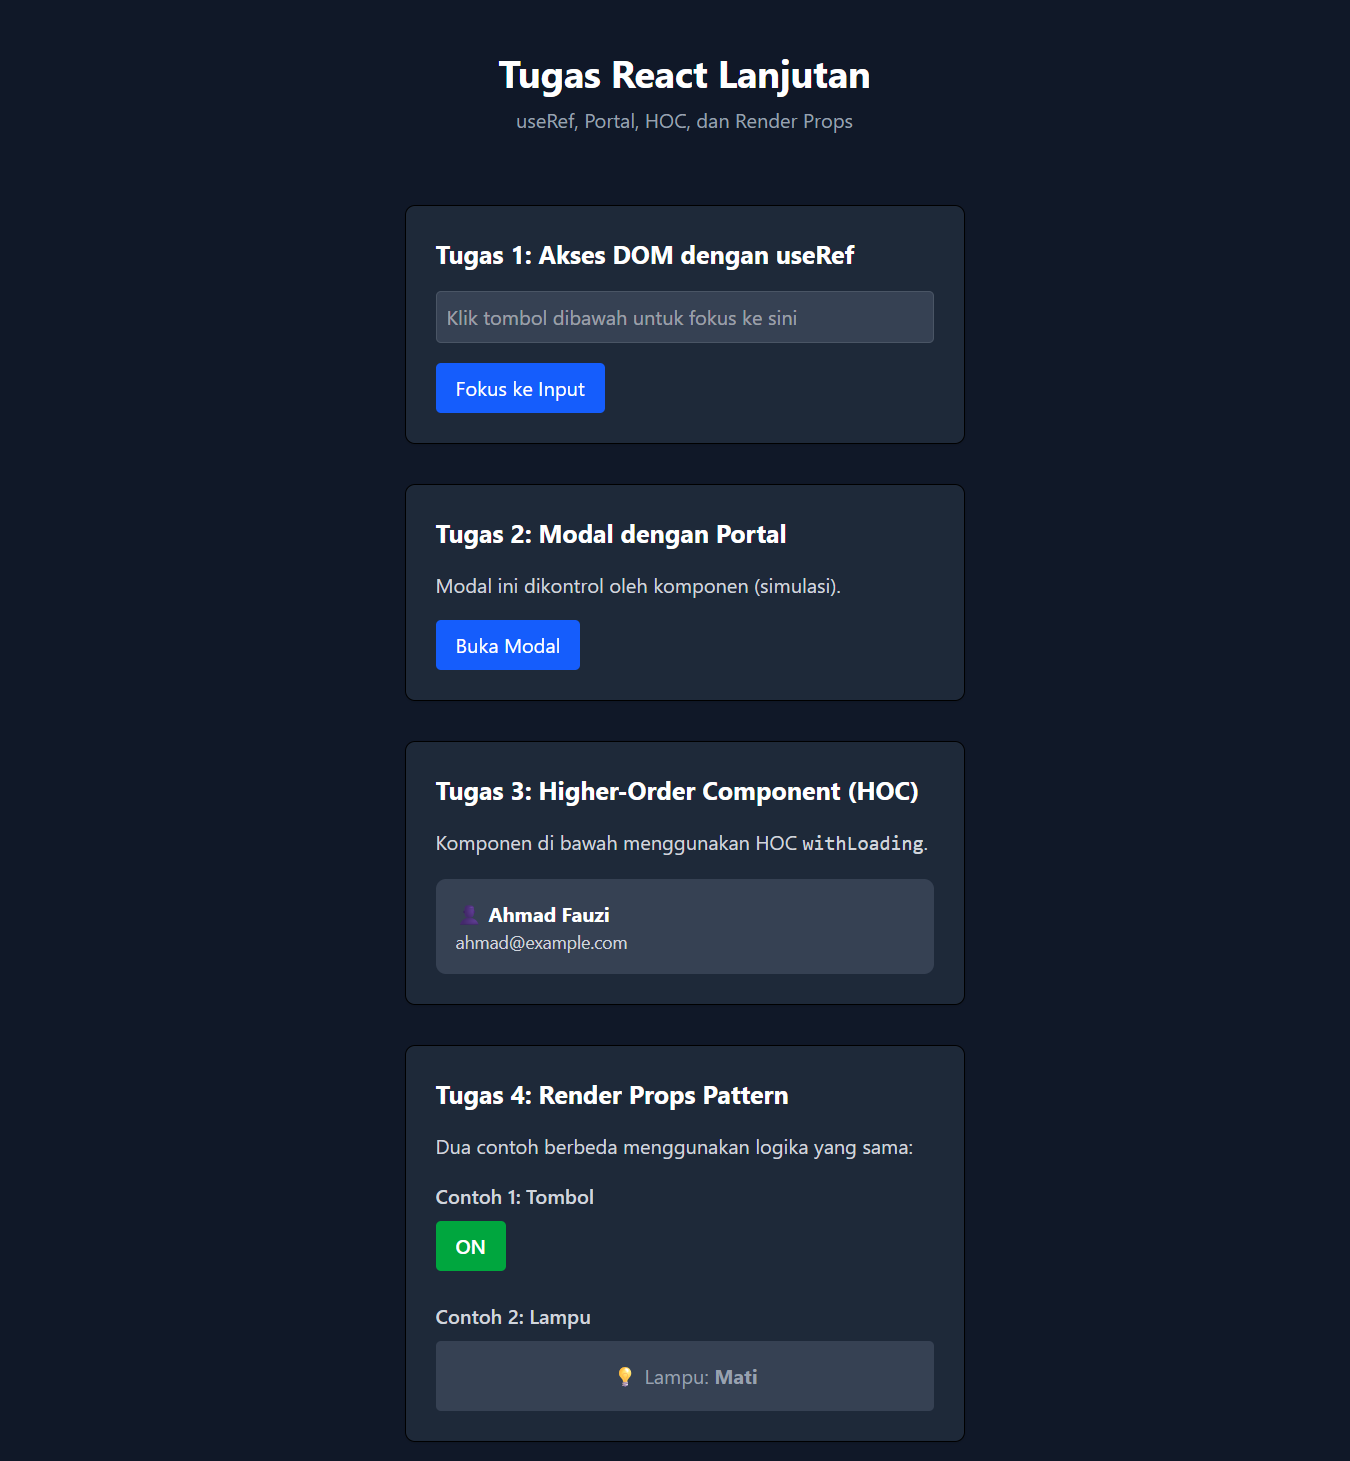 Tugas React Lanjutan
useRef, Portal, HOC, dan Render Props
Tugas 1: Akses DOM dengan useRef
Klik tombol dibawah untuk fokus ke sini
Fokus ke Input
Tugas 2: Modal dengan Portal
Modal ini dikontrol oleh komponen (simulasi).
Buka Modal
Tugas 3: Higher-Order Component (HOC)
Komponen di bawah menggunakan HOC withLoading.
👤 Ahmad Fauzi
ahmad@example.com
Tugas 4: Render Props Pattern
Dua contoh berbeda menggunakan logika yang sama:
Contoh 1: Tombol
ON
Contoh 2: Lampu
💡 Lampu: Mati